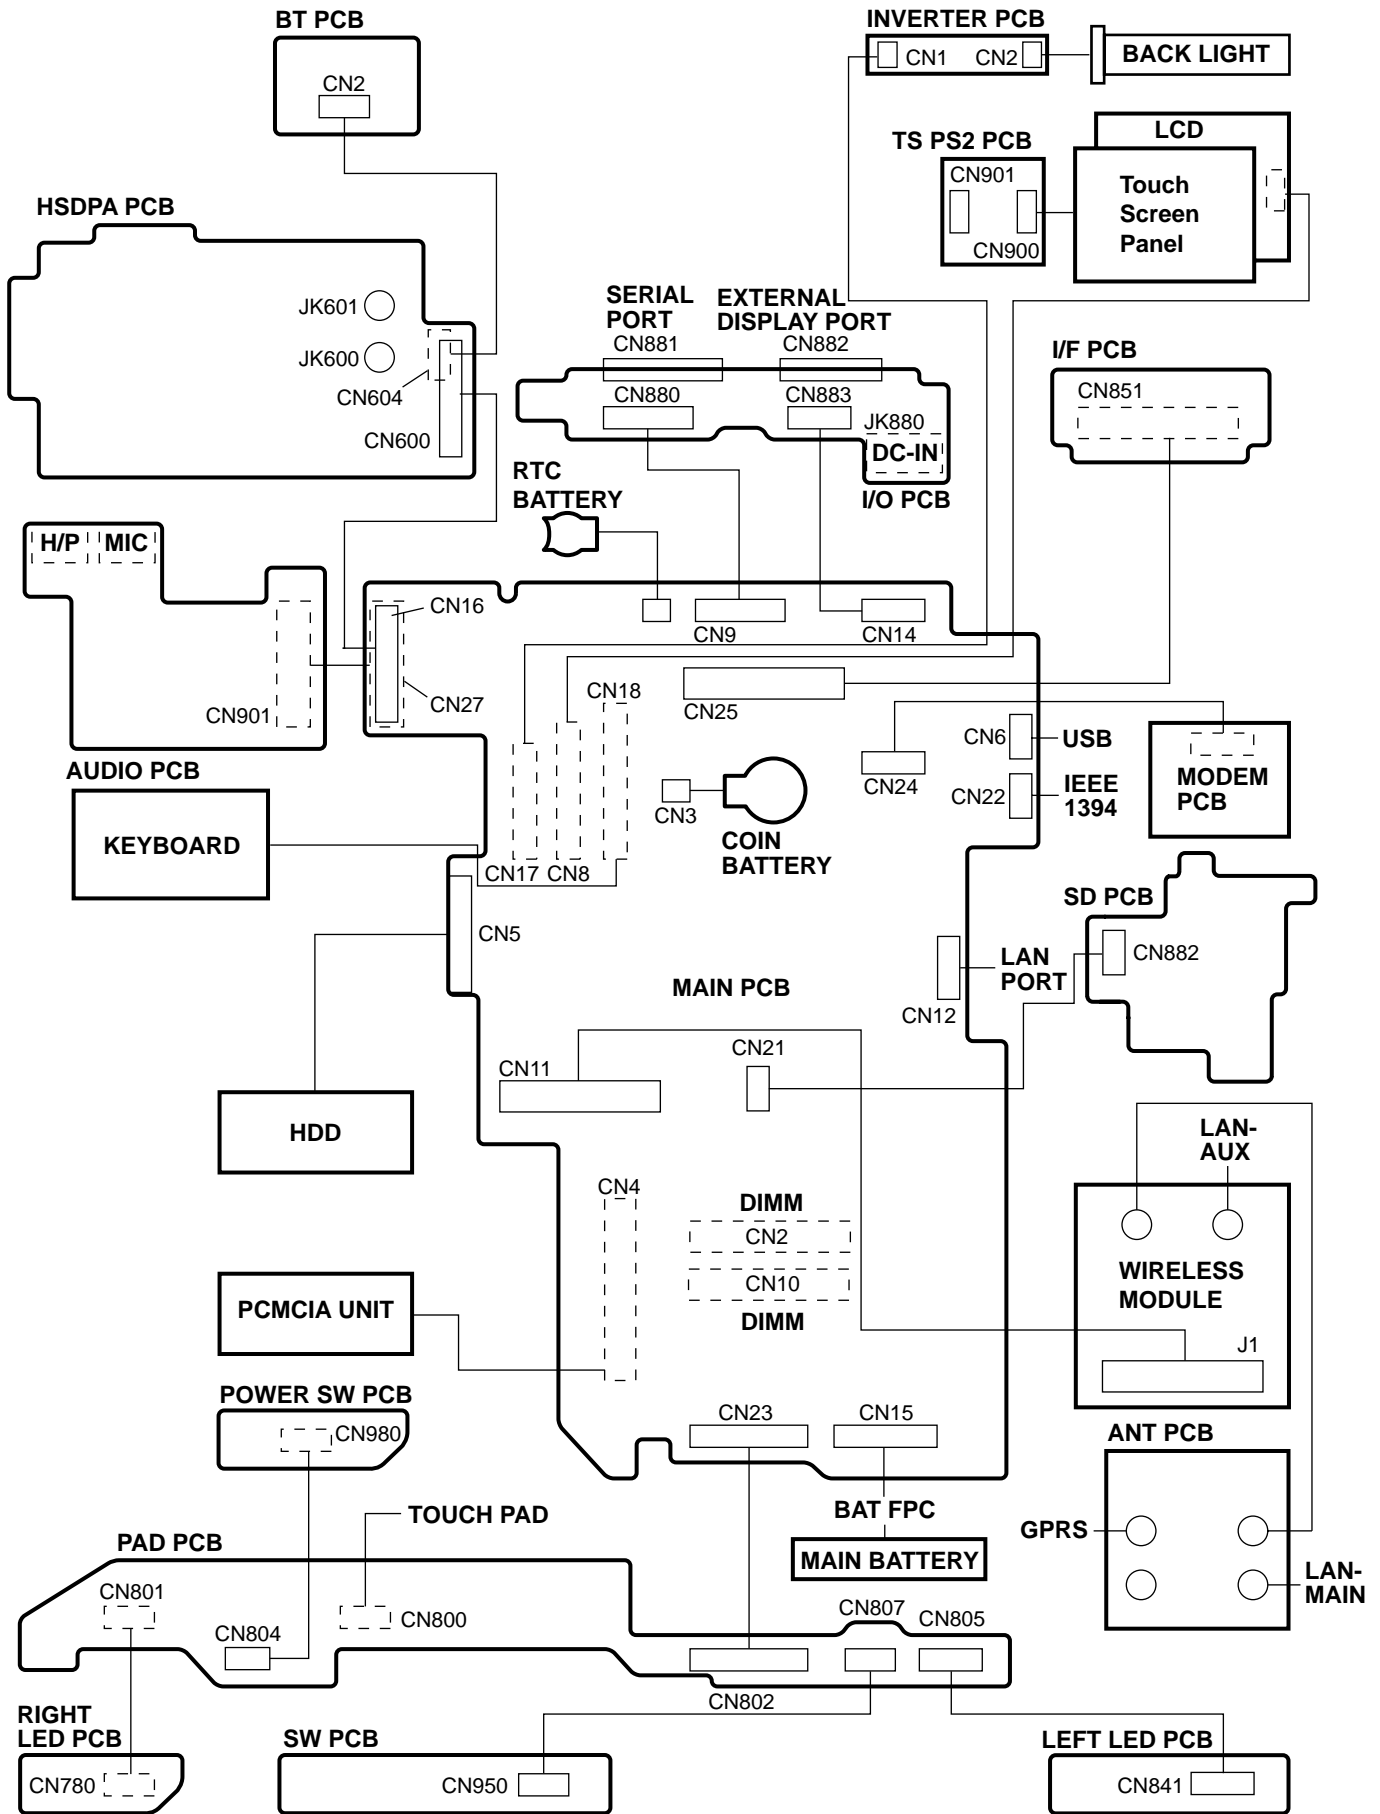 BT PCB
CN2
INVERTER PCB
CN1
CN2
BACK LIGHT
TS PS2 PCB
CN901
CN900
LCD
Touch
Screen
Panel
HSDPA PCB
JK601
JK600
CN604
CN600
SERIAL
PORT
EXTERNAL
DISPLAY PORT
CN881
CN882
CN880
CN883
JK880
DC-IN
I/O PCB
I/F PCB
CN851
RTC
BATTERY
H/P
MIC
CN901
AUDIO PCB
CN16
CN27
CN9
CN14
CN18
CN25
CN17
CN8
CN3
COIN
BATTERY
CN24
CN6
USB
CN22
IEEE
1394
MODEM
PCB
KEYBOARD
CN5
SD PCB
CN882
LAN
PORT
CN12
MAIN PCB
CN11
CN21
HDD
CN4
DIMM
CN2
CN10
DIMM
LAN-
AUX
WIRELESS
MODULE
J1
PCMCIA UNIT
POWER SW PCB
CN980
CN23
CN15
ANT PCB
GPRS
LAN-
MAIN
BAT FPC
MAIN BATTERY
TOUCH PAD
PAD PCB
CN801
CN804
CN800
CN807
CN805
CN802
RIGHT
LED PCB
CN780
SW PCB
CN950
LEFT LED PCB
CN841